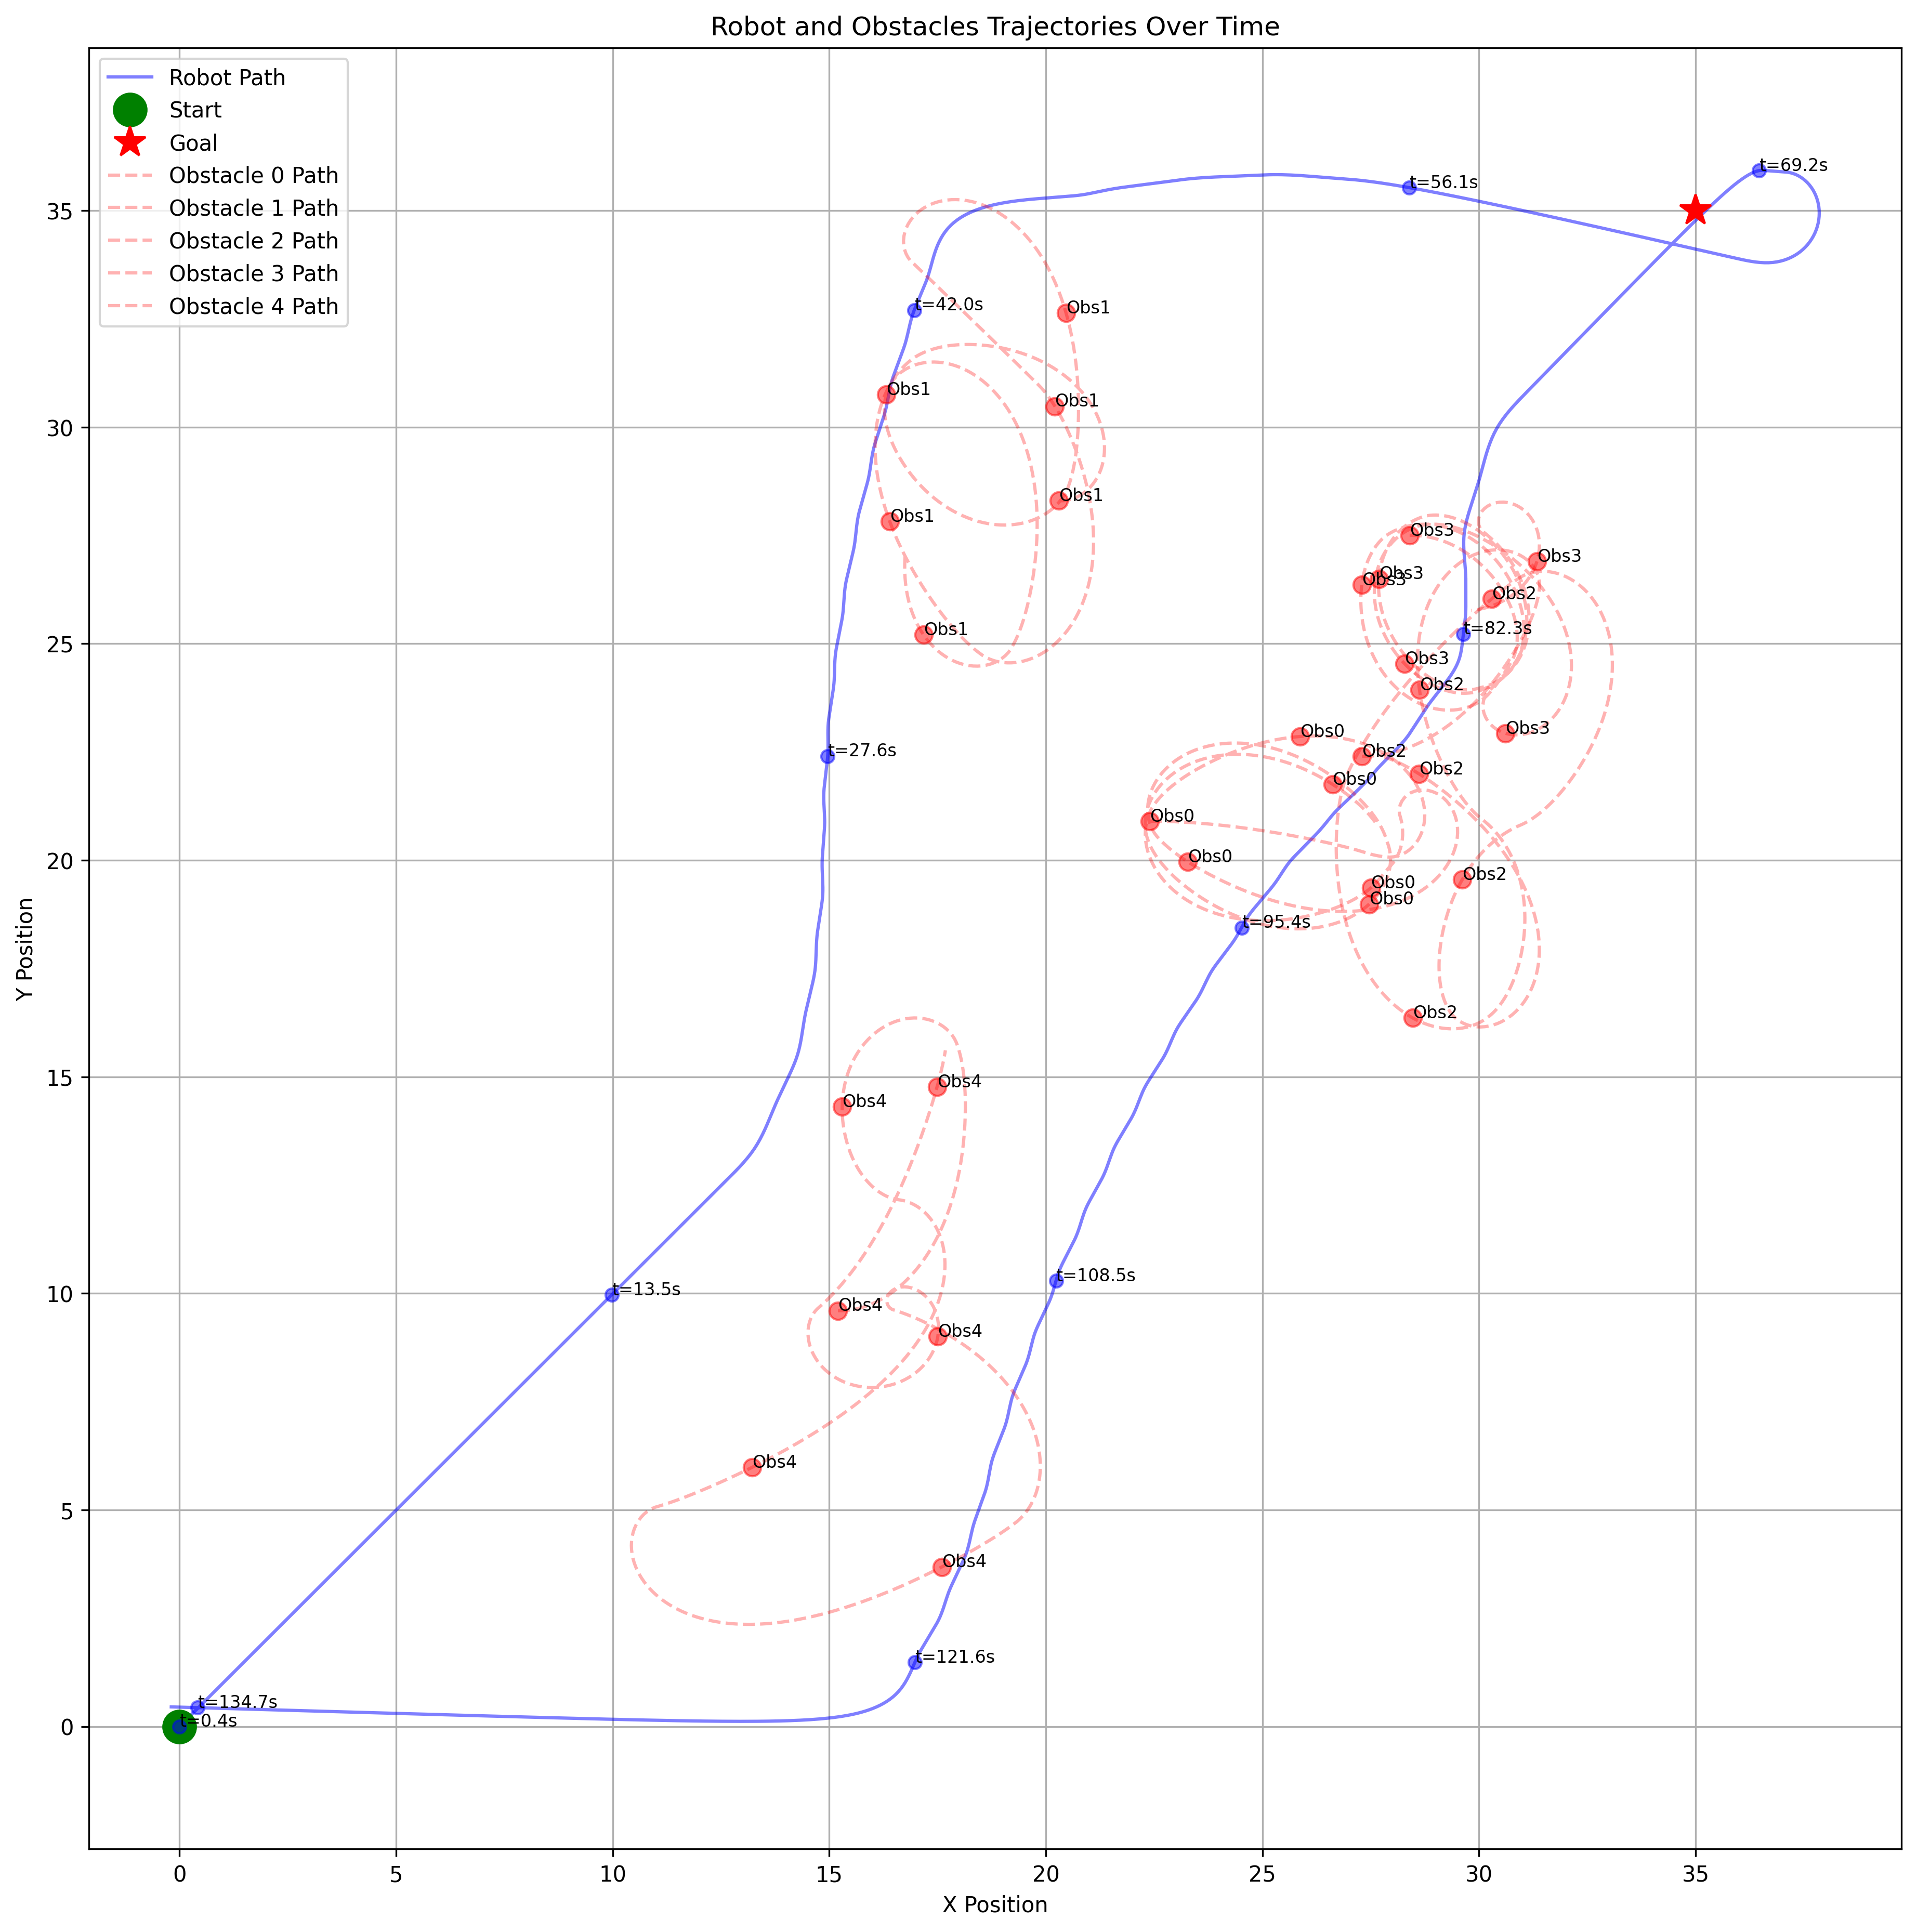 Robot and Obstacles Trajectories Over Time
Robot Path
Start
Goal
Obstacle 0 Path
Obstacle 1 Path
Obstacle 2 Path
Obstacle 3 Path
Obstacle 4 Path
t=69.2s
t=56.1s
35
t=42.0s
Obs1
Obs1
Obs1
30
Obs1
Obs1
Obs3
Obs3
Obs3
Obs3
Obs2
25
Obs1
t=82.3s
Obs3
Obs2
Obs0
Obs3
t=27.6s
Obs2
Obs2
Obs0
Obs0
20
Obs0
Obs2
Obs0
Obs0
t=95.4s
Y Position
Obs2
15
Obs4
Obs4
10
t=13.5s
t=108.5s
Obs4
Obs4
5
Obs4
Obs4
t=121.6s
t=134.7s
0
t=0.4s
0 5 10 15 20 25 30 35
X Position